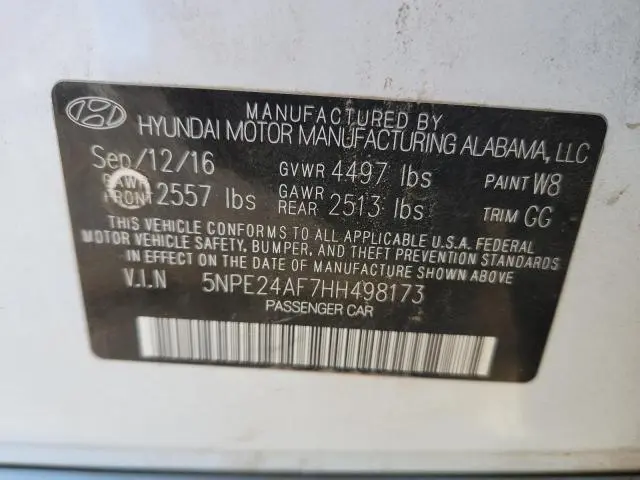 MANUFACTURED BY
HYUNDAI MOTOR MANUFACTURING ALABAMA, LLC
Sep/12/16 GVWR 4497 lbs PAINT W8
GAWR FRONT 2557 lbs GAWR REAR 2513 lbs TRIM GG
THIS VEHICLE CONFORMS TO ALL APPLICABLE U.S.A. FEDERAL
MOTOR VEHICLE SAFETY, BUMPER, AND THEFT PREVENTION STANDARDS
IN EFFECT ON THE DATE OF MANUFACTURE SHOWN ABOVE
V.I.N 5NPE24AF7HH498173
PASSENGER CAR